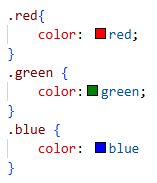 .red{
    color: red;
}
.green {
    color:green;
}
.blue {
    color: blue
}